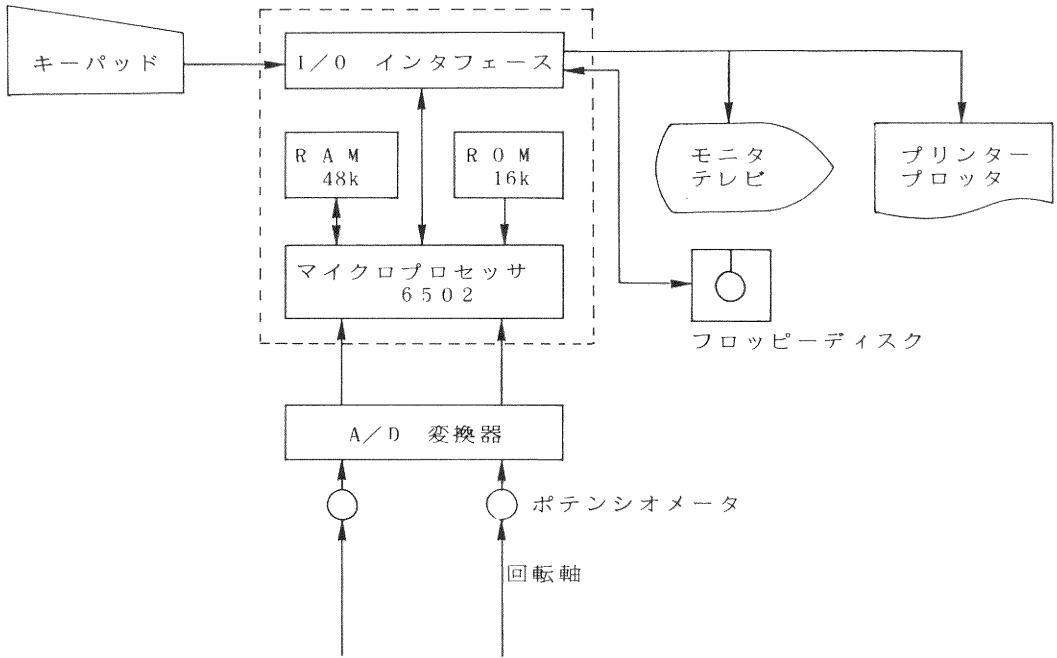 キーパッド
I/O インタフェース
RAM
48k
ROM
16k
マイクロプロセッサ
6502
モニタ
テレビ
プリンター
プロッタ
フロッピーディスク
A/D 変換器
ポテンシオメータ
回転軸